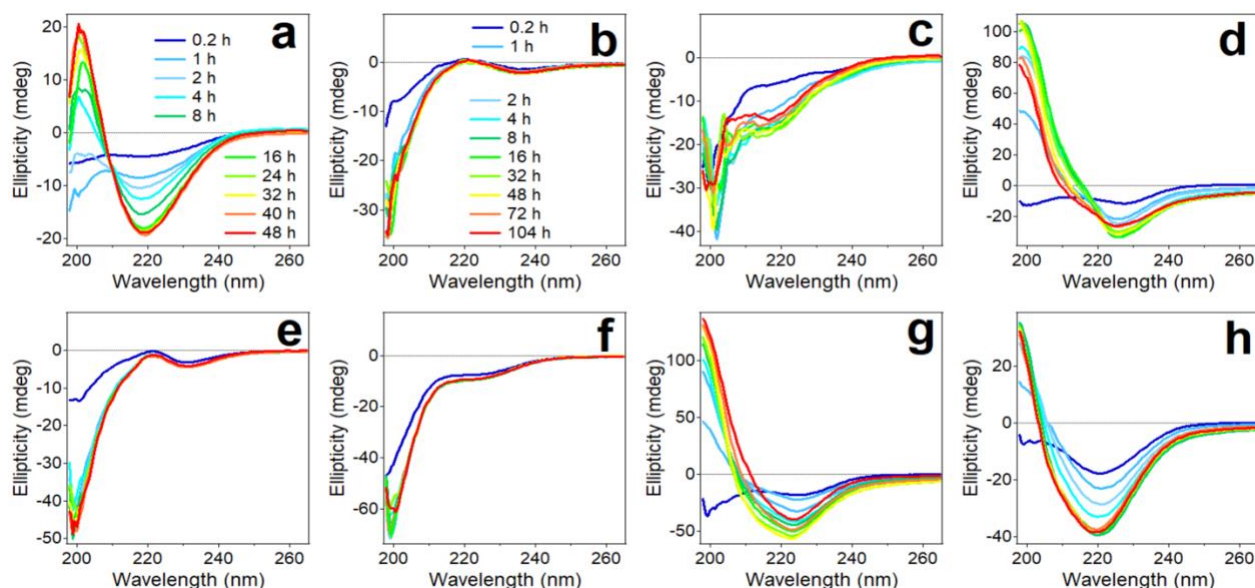 a
20
10
0
-10
-20
Ellipticity (mdeg)
0.2 h
1 h
2 h
4 h
8 h
16 h
24 h
32 h
40 h
48 h
200 220 240 260
Wavelength (nm)
b
0
-10
-20
-30
Ellipticity (mdeg)
0.2 h
1 h
2 h
4 h
8 h
16 h
32 h
48 h
72 h
104 h
200 220 240 260
Wavelength (nm)
c
0
-10
-20
-30
-40
Ellipticity (mdeg)
200 220 240 260
Wavelength (nm)
d
100
80
60
40
20
0
-20
Ellipticity (mdeg)
200 220 240 260
Wavelength (nm)
e
0
-10
-20
-30
-40
-50
Ellipticity (mdeg)
200 220 240 260
Wavelength (nm)
f
0
-20
-40
-60
Ellipticity (mdeg)
200 220 240 260
Wavelength (nm)
g
100
50
0
-50
Ellipticity (mdeg)
200 220 240 260
Wavelength (nm)
h
20
0
-20
-40
Ellipticity (mdeg)
200 220 240 260
Wavelength (nm)